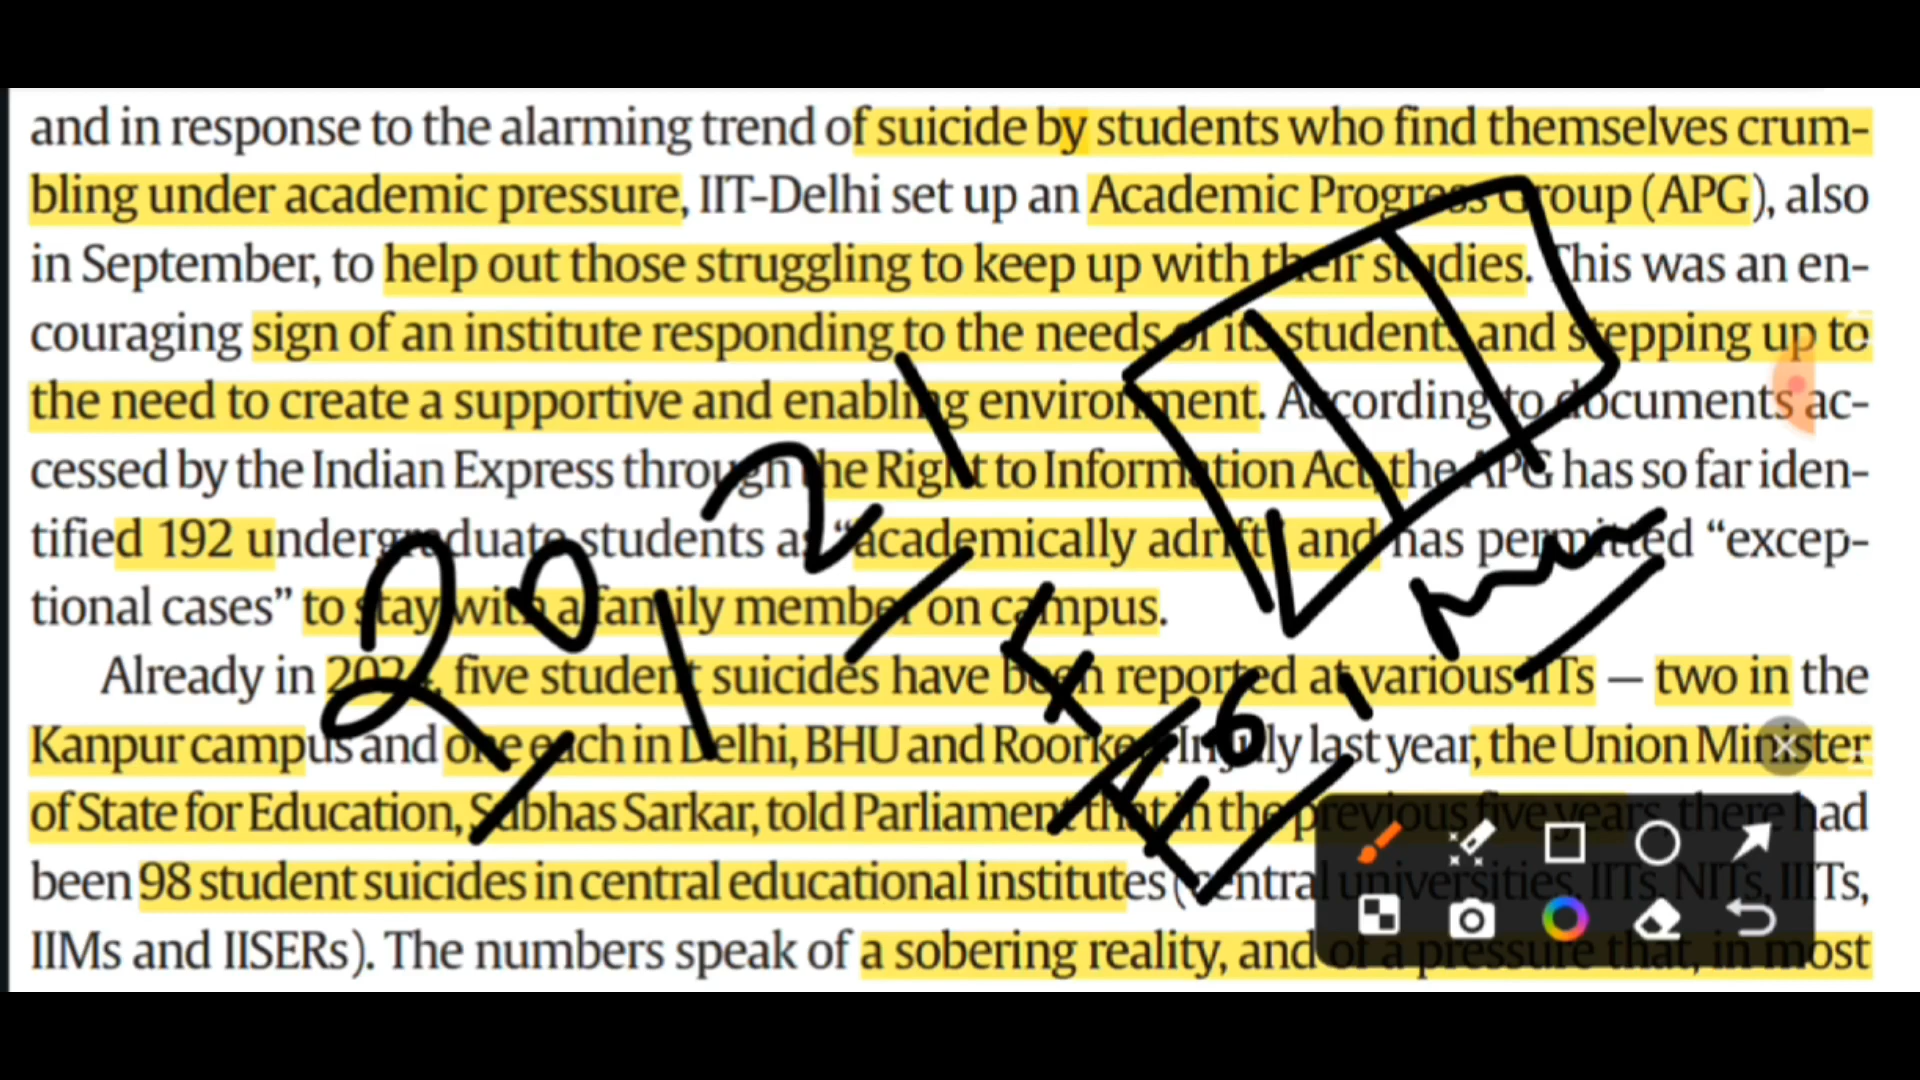 and in response to the alarming trend of suicide by students who find themselves crum-
bling under academic pressure, IIT-Delhi set up an Academic Progress Group (APG), also
in September, to help out those struggling to keep up with their studies. This was an en-
couraging sign of an institute responding to the needs of its students and stepping up to
the need to create a supportive and enabling environment. According to documents ac-
cessed by the Indian Express through the Right to Information Act, the APG has so far iden-
tified 192 undergraduate students as “academically adrift” and has permitted “excep-
tional cases” to stay with a family member on campus.
Already in five student suicides have been reported at various IITs — two in the
Kanpur campus and one each in Delhi, BHU and Roorkee. In July last year, the Union Minister
of State for Education, Subhas Sarkar, told Parliament that in the previous five years, there had
been 98 student suicides in central educational institutes (central universities, IITs, NITs, IIITs,
IIMs and IISERs). The numbers speak of a sobering reality, and of a pressure that, in most